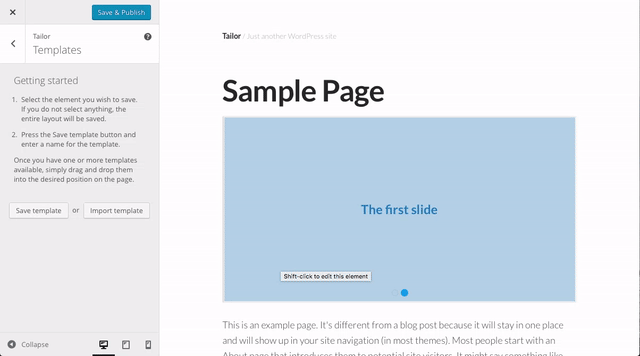 Save & Publish
Tailor
Templates
Getting started
1. Select the element you wish to save.
If you do not select anything, the
entire layout will be saved.
2. Press the Save template button and
enter a name for the template.
Once you have one or more templates
available, simply drag and drop them
into the desired position on the page.
Save template or Import template
Collapse
Tailor / Just another WordPress site
Sample Page
The first slide
Shift-click to edit this element
This is an example page. It's different from a blog post because it will stay in one place
and will show up in your site navigation (in most themes). Most people start with an
About page that introduces them to potential site visitors. It might say something like